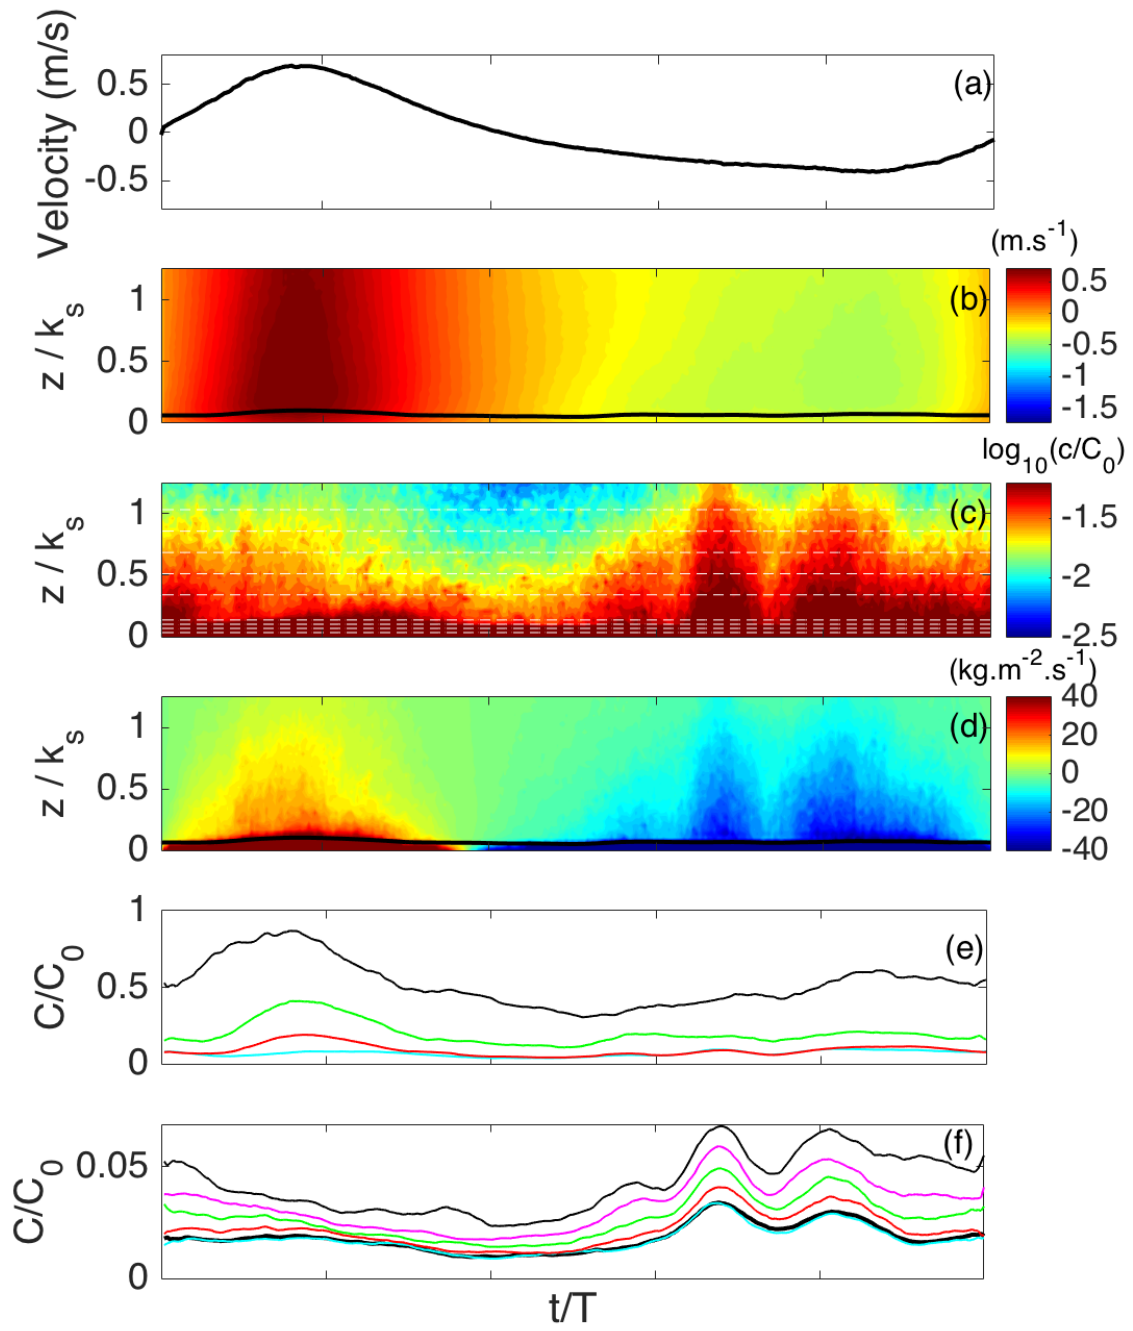 Velocity (m/s)
0.5
0
-0.5
(a)
(m.s-1)
z / ks
1
0.5
0
(b)
0.5
0
-0.5
-1
-1.5
log10(c/C0)
z / ks
1
0.5
0
(c)
-1.5
-2
-2.5
(kg.m-2.s-1)
z / ks
1
0.5
0
(d)
40
20
0
-20
-40
C/C0
1
0.5
0
(e)
C/C0
0.05
0
(f)
t/T